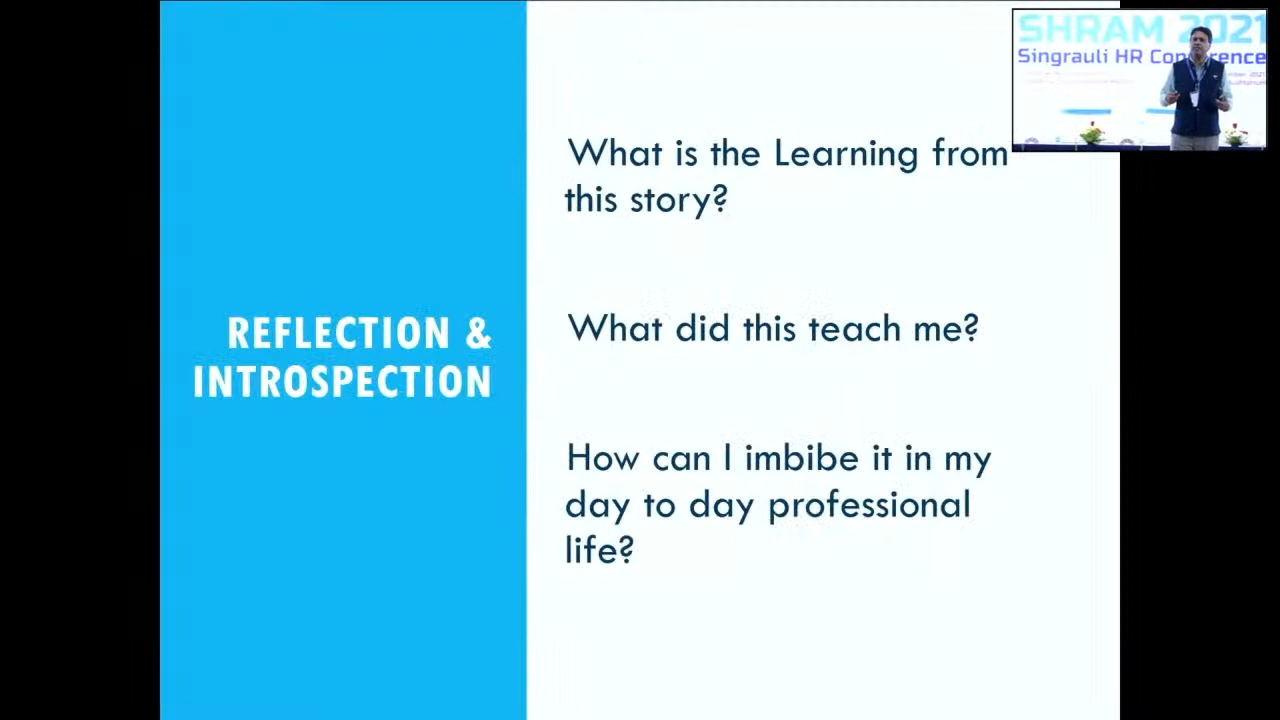 REFLECTION &
INTROSPECTION
What is the Learning from
this story?
What did this teach me?
How can I imbibe it in my
day to day professional
life?
SHRAM 2021
Singrauli HR